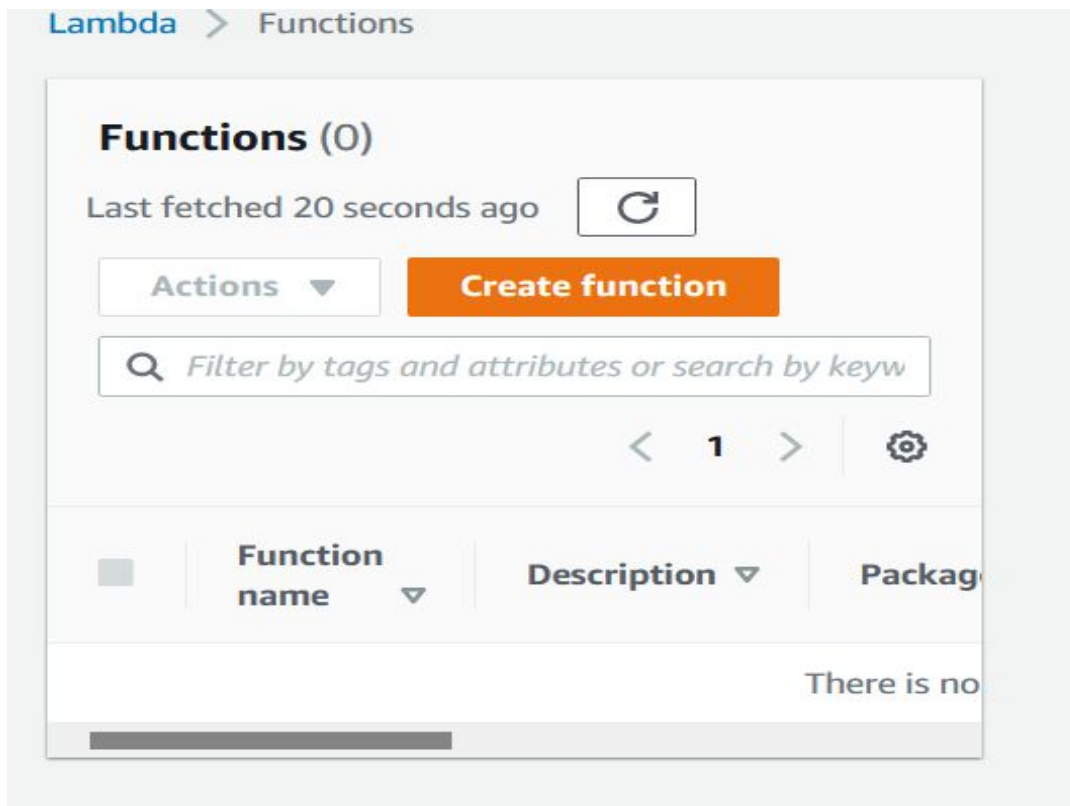 Lambda > Functions
Functions (0)
Last fetched 20 seconds ago
Actions
Create function
Filter by tags and attributes or search by keyw
< 1 >
Function name
Description
Packag
There is no